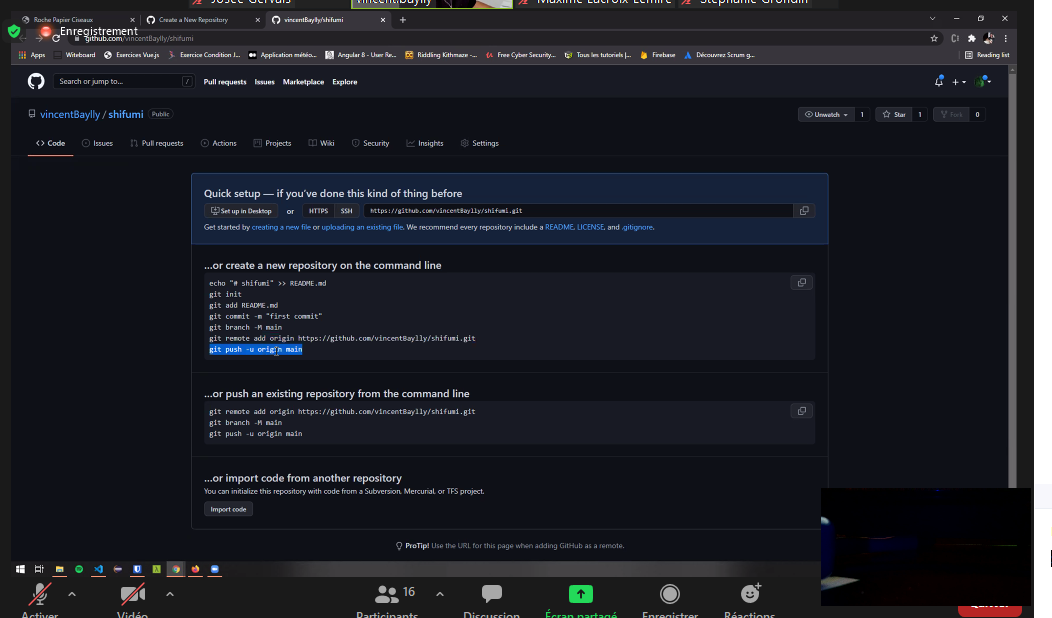 Josée Gervais
vincentbaylly
Maxime Lacroix-Lemire
Stéphanie Grondin
Roche Papier Ciseaux
Create a New Repository
vincentBaylly/shifumi
Enregistrement
github.com/vincentBaylly/shifumi
Apps
Witeboard
Exercices Vue.js
Exercice Condition J...
Application météo...
Angular 8 - User Re...
Riddling Kithmaze -...
Free Cyber Security...
Tous les tutoriels |...
Firebase
Découvrez Scrum g...
Reading list
Search or jump to...
/
Pull requests
Issues
Marketplace
Explore
vincentBaylly / shifumi
Public
Unwatch
1
Star
1
Fork
0
Code
Issues
Pull requests
Actions
Projects
Wiki
Security
Insights
Settings
Quick setup — if you've done this kind of thing before
Set up in Desktop
or
HTTPS
SSH
https://github.com/vincentBaylly/shifumi.git
Get started by creating a new file or uploading an existing file. We recommend every repository include a README, LICENSE, and .gitignore.
...or create a new repository on the command line
echo "# shifumi" >> README.md
git init
git add README.md
git commit -m "first commit"
git branch -M main
git remote add origin https://github.com/vincentBaylly/shifumi.git
git push -u origin main
...or push an existing repository from the command line
git remote add origin https://github.com/vincentBaylly/shifumi.git
git branch -M main
git push -u origin main
...or import code from another repository
You can initialize this repository with code from a Subversion, Mercurial, or TFS project.
Import code
ProTip! Use the URL for this page when adding GitHub as a remote.
16
Activer
Vidéo
Participants
Discussion
Écran partagé
Enregistrer
Réactions
Quitter